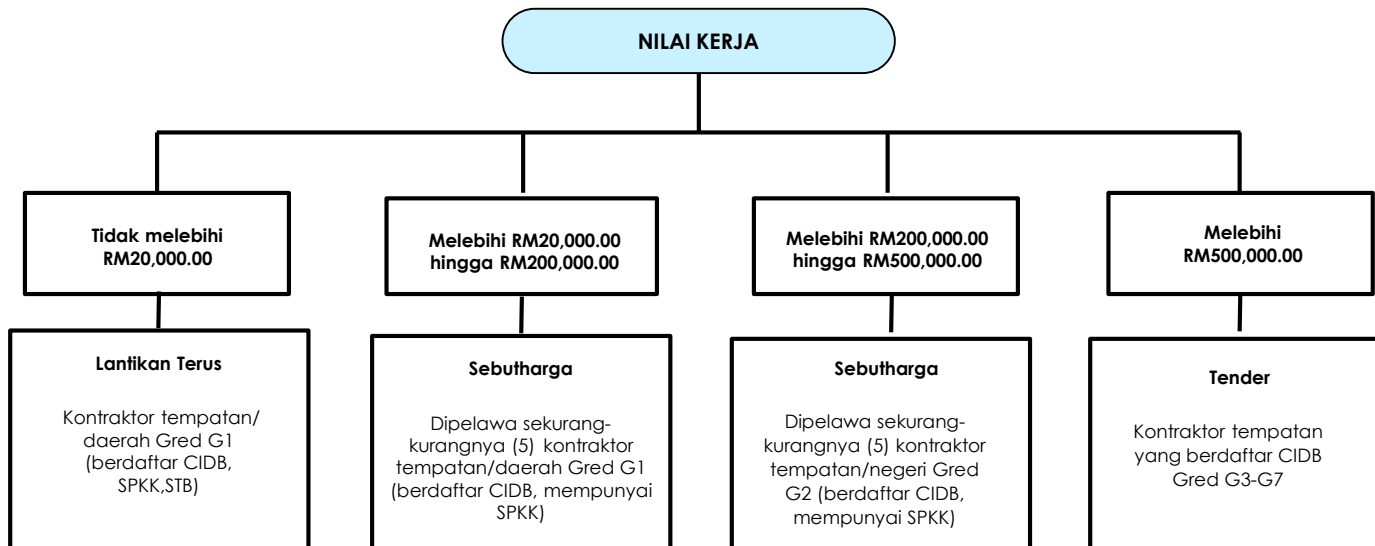 NILAI KERJA
Tidak melebihi
RM20,000.00
Melebihi RM20,000.00
hingga RM200,000.00
Melebihi RM200,000.00
hingga RM500,000.00
Melebihi
RM500,000.00
Lantikan Terus
Kontraktor tempatan/
daerah Gred G1
(berdaftar CIDB,
SPKK,STB)
Sebutharga
Dipelawa sekurang-
kurangnya (5) kontraktor
tempatan/daerah Gred G1
(berdaftar CIDB, mempunyai
SPKK)
Sebutharga
Dipelawa sekurang-
kurangnya (5) kontraktor
tempatan/negeri Gred
G2 (berdaftar CIDB,
mempunyai SPKK)
Tender
Kontraktor tempatan
yang berdaftar CIDB
Gred G3-G7